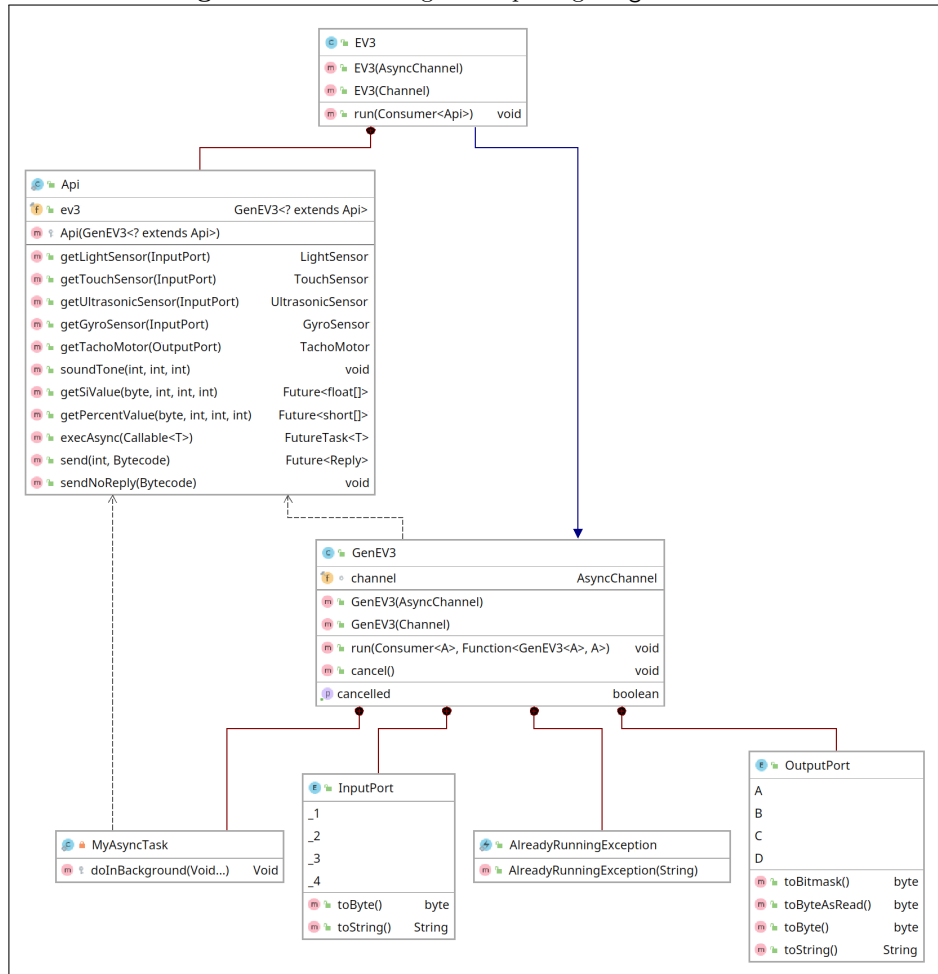 EV3
EV3(AsyncChannel)
EV3(Channel)
run(Consumer<Api>) void
Api
ev3 GenEV3<? extends Api>
Api(GenEV3<? extends Api>)
getLightSensor(InputPort) LightSensor
getTouchSensor(InputPort) TouchSensor
getUltrasonicSensor(InputPort) UltrasonicSensor
getGyroSensor(InputPort) GyroSensor
getTachoMotor(OutputPort) TachoMotor
soundTone(int, int, int) void
getSiValue(byte, int, int, int) Future<float[]>
getPercentValue(byte, int, int, int) Future<short[]>
execAsync(Callable<T>) FutureTask<T>
send(int, Bytecode) Future<Reply>
sendNoReply(Bytecode) void
GenEV3
channel AsyncChannel
GenEV3(AsyncChannel)
GenEV3(Channel)
run(Consumer<A>, Function<GenEV3<A>, A>) void
cancel() void
cancelled boolean
MyAsyncTask
doInBackground(Void...) Void
InputPort
_1
_2
_3
_4
toByte() byte
toString() String
AlreadyRunningException
AlreadyRunningException(String)
OutputPort
A
B
C
D
toBitmask() byte
toByteAsRead() byte
toByte() byte
toString() String